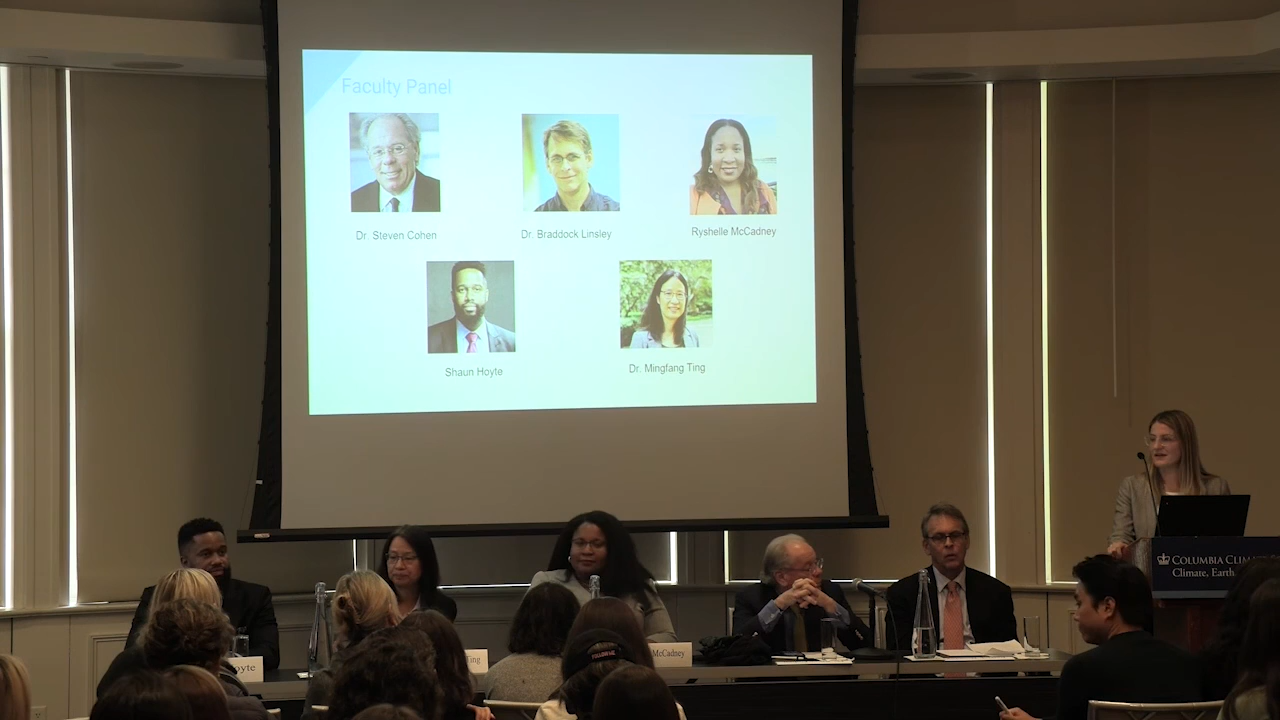 Faculty Panel
Dr. Steven Cohen
Dr. Braddock Linsley
Ryshelle McCadney
Shaun Hoyte
Dr. Mingfang Ting
COLUMBIA CLIMATE
Climate, Earth
Hoyte
Ting
McCadney